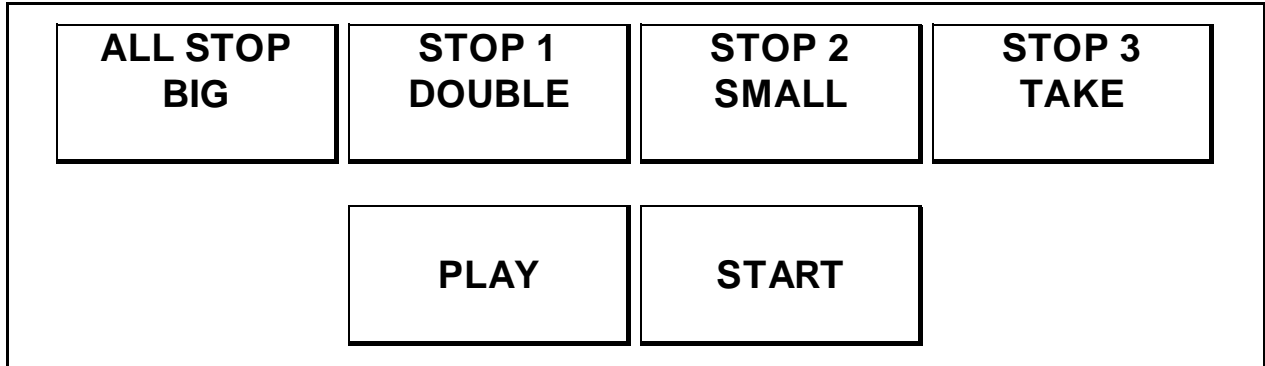 ALL STOP
BIG
STOP 1
DOUBLE
STOP 2
SMALL
STOP 3
TAKE
PLAY
START